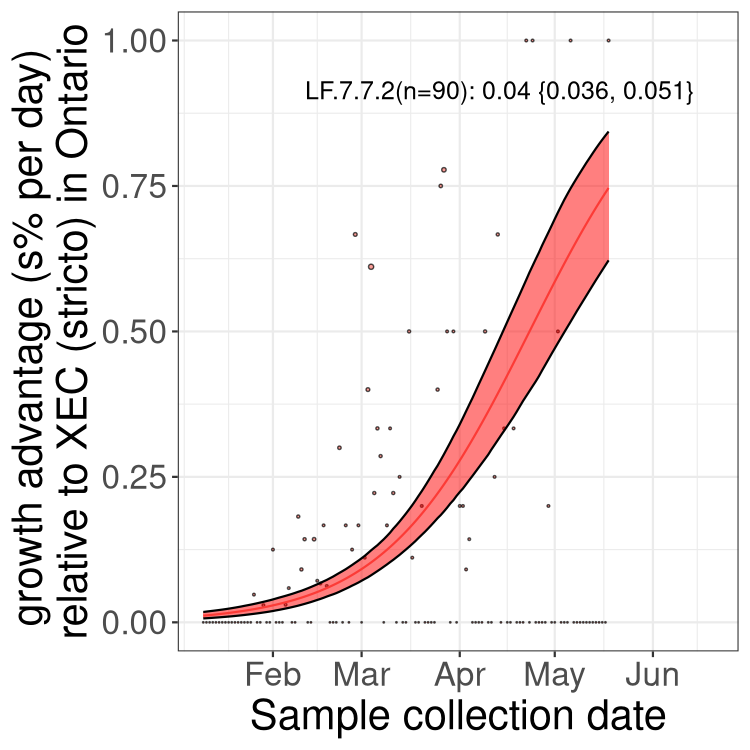 growth advantage (s% per day)
relative to XEC (stricto) in Ontario
1.00
0.75
0.50
0.25
0.00
LF.7.7.2(n=90): 0.04 {0.036, 0.051}
Feb Mar Apr May Jun
Sample collection date